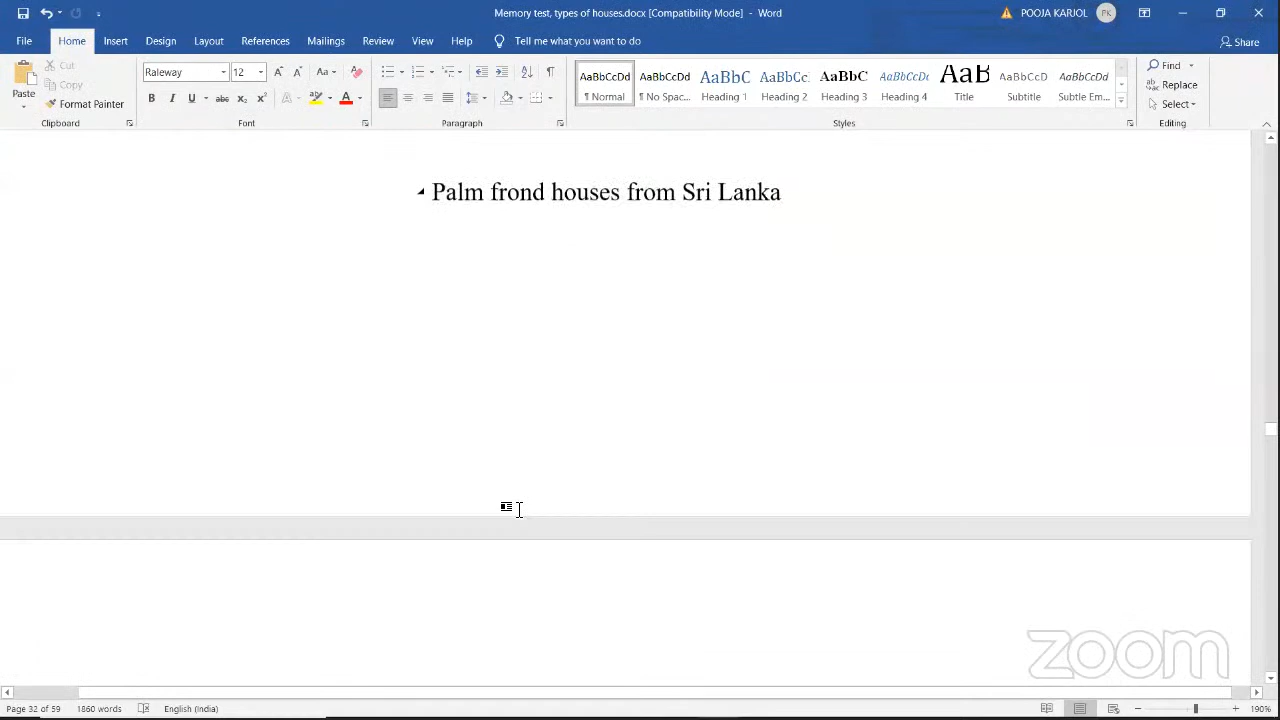 Memory test, types of houses.docx [Compatibility Mode] - Word
POOJA KARJOL PK
File Home Insert Design Layout References Mailings Review View Help Tell me what you want to do Share
Cut
Copy
Format Painter
Paste
Clipboard
Raleway 12
Font
Paragraph
AaBbCcDd AaBbCcDd AaBbC AaBbCc. AaBbC AaBbCcDc AaB AaBbCcD AaBbCcDd
¶ Normal ¶ No Spac... Heading 1 Heading 2 Heading 3 Heading 4 Title Subtitle Subtle Em...
Styles
Find
Replace
Select
Editing
Palm frond houses from Sri Lanka
zoom
Page 32 of 59 1860 words English (India) 190%